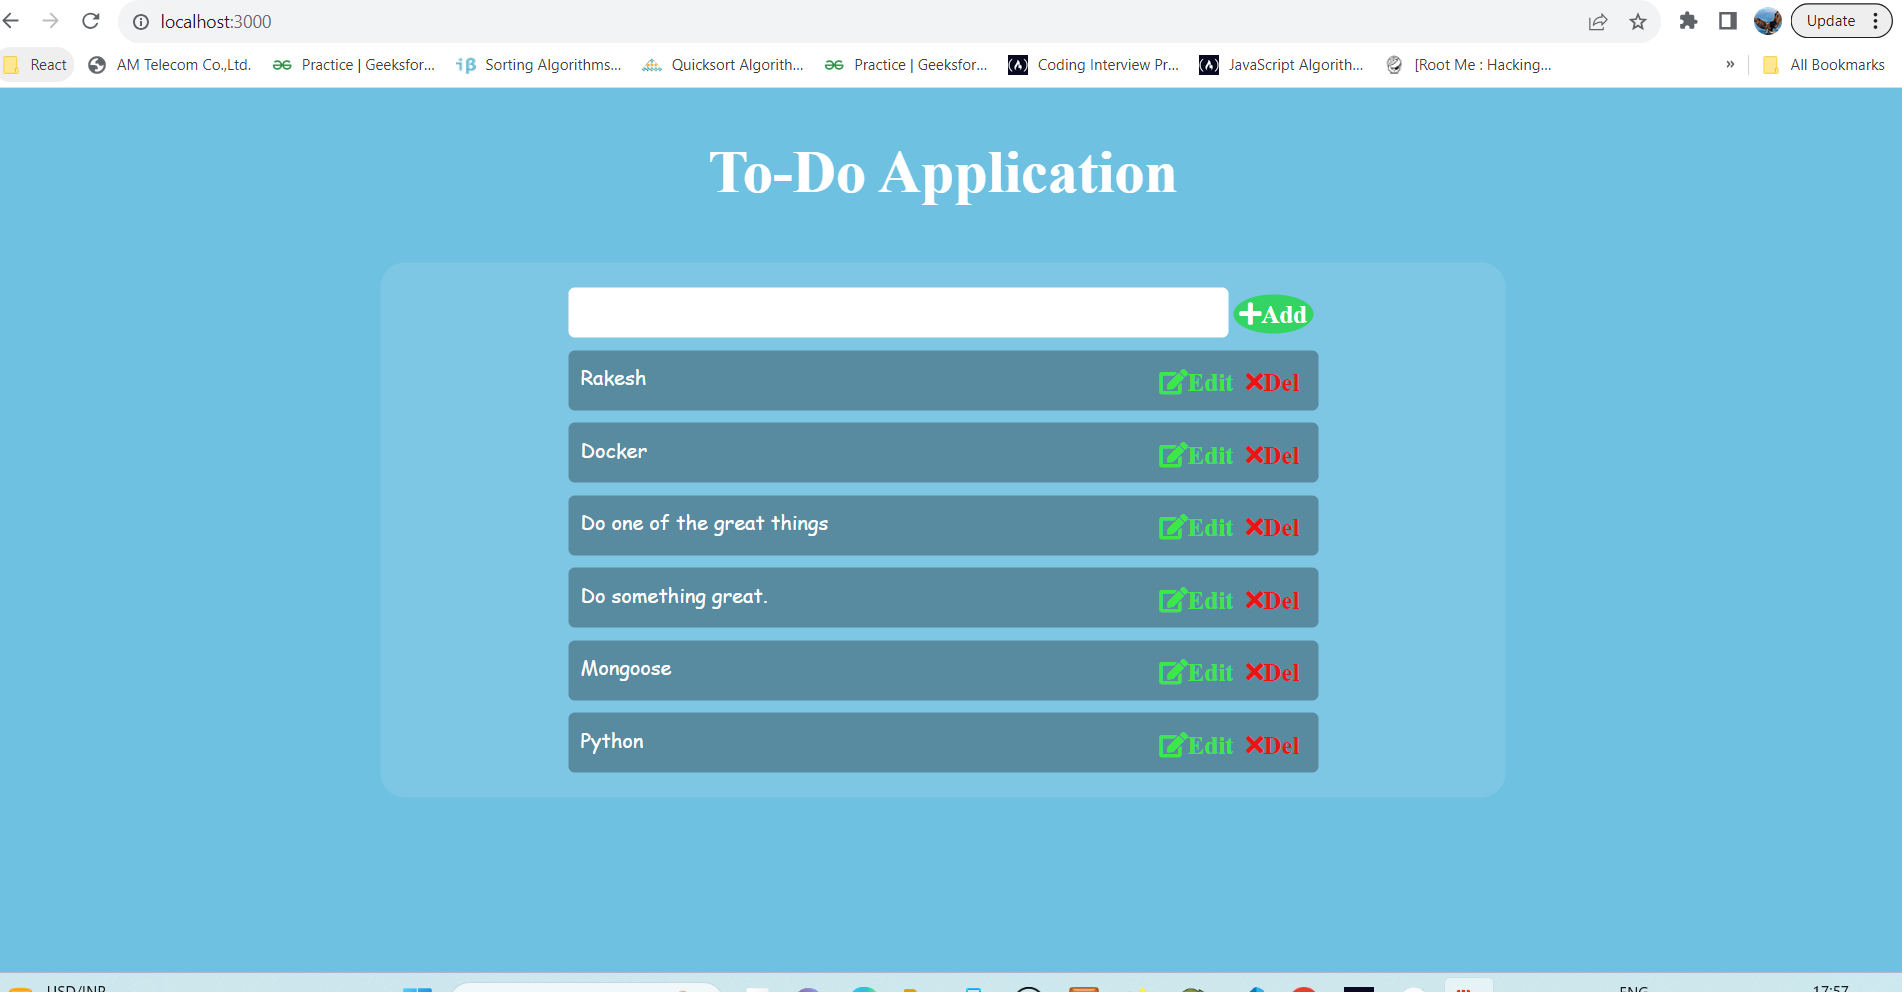 localhost:3000
Update
React AM Telecom Co.,Ltd. Practice | Geeksfor... Sorting Algorithms... Quicksort Algorith... Practice | Geeksfor... Coding Interview Pr... JavaScript Algorith... [Root Me : Hacking... » All Bookmarks
To-Do Application
Add
Rakesh Edit Del
Docker Edit Del
Do one of the great things Edit Del
Do something great. Edit Del
Mongoose Edit Del
Python Edit Del
USD/INR ENG 17:57